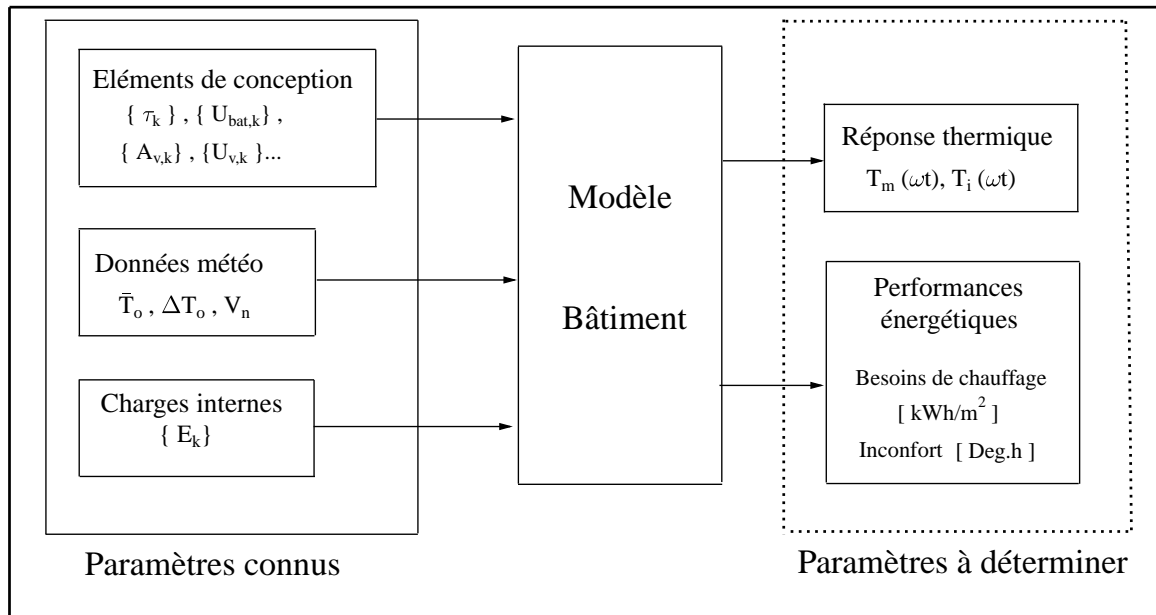 Eléments de conception
{ τk } , { Ubat,k} ,
{ Av,k} , {Uv,k }...
Données météo
T̄o , ΔTo , Vn
Charges internes
{ Ek}
Paramètres connus
Modèle
Bâtiment
Réponse thermique
Tm (ωt), Ti (ωt)
Performances
énergétiques
Besoins de chauffage
[ kWh/m² ]
Inconfort [ Deg.h ]
Paramètres à déterminer